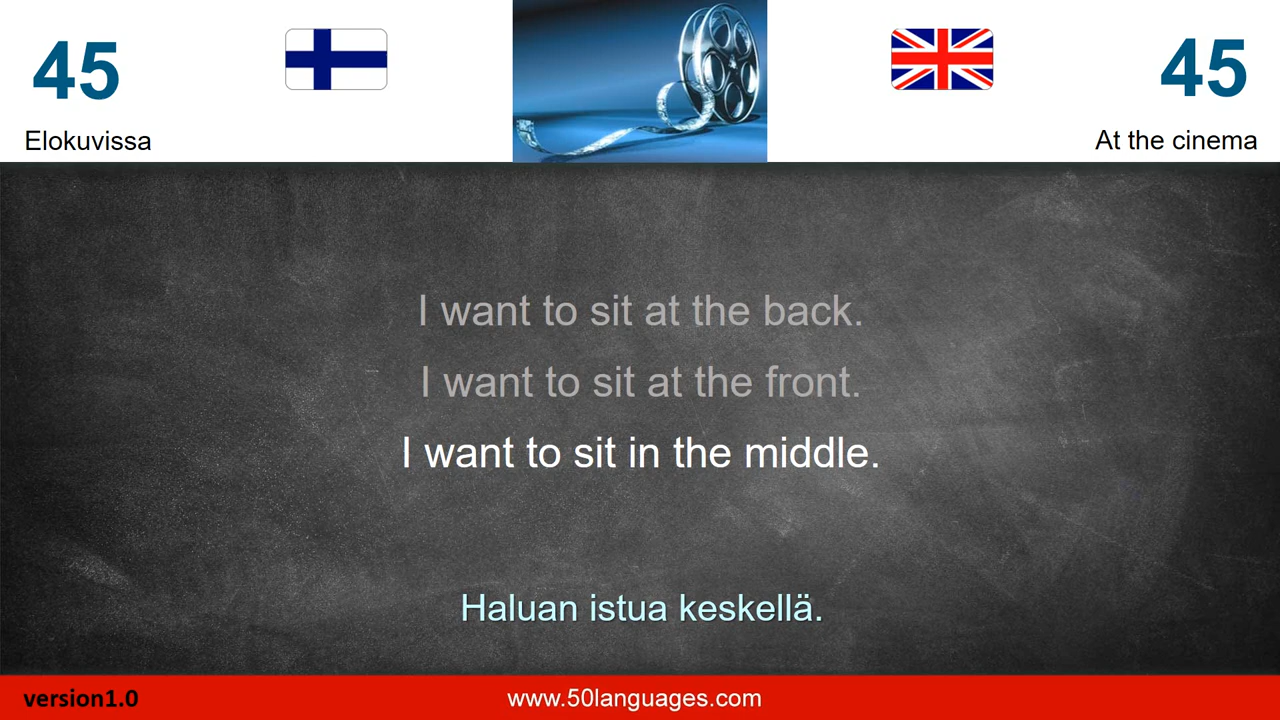 45
45
Elokuvissa
At the cinema
I want to sit at the back.
I want to sit at the front.
I want to sit in the middle.
Haluan istua keskellä.
version1.0
www.50languages.com